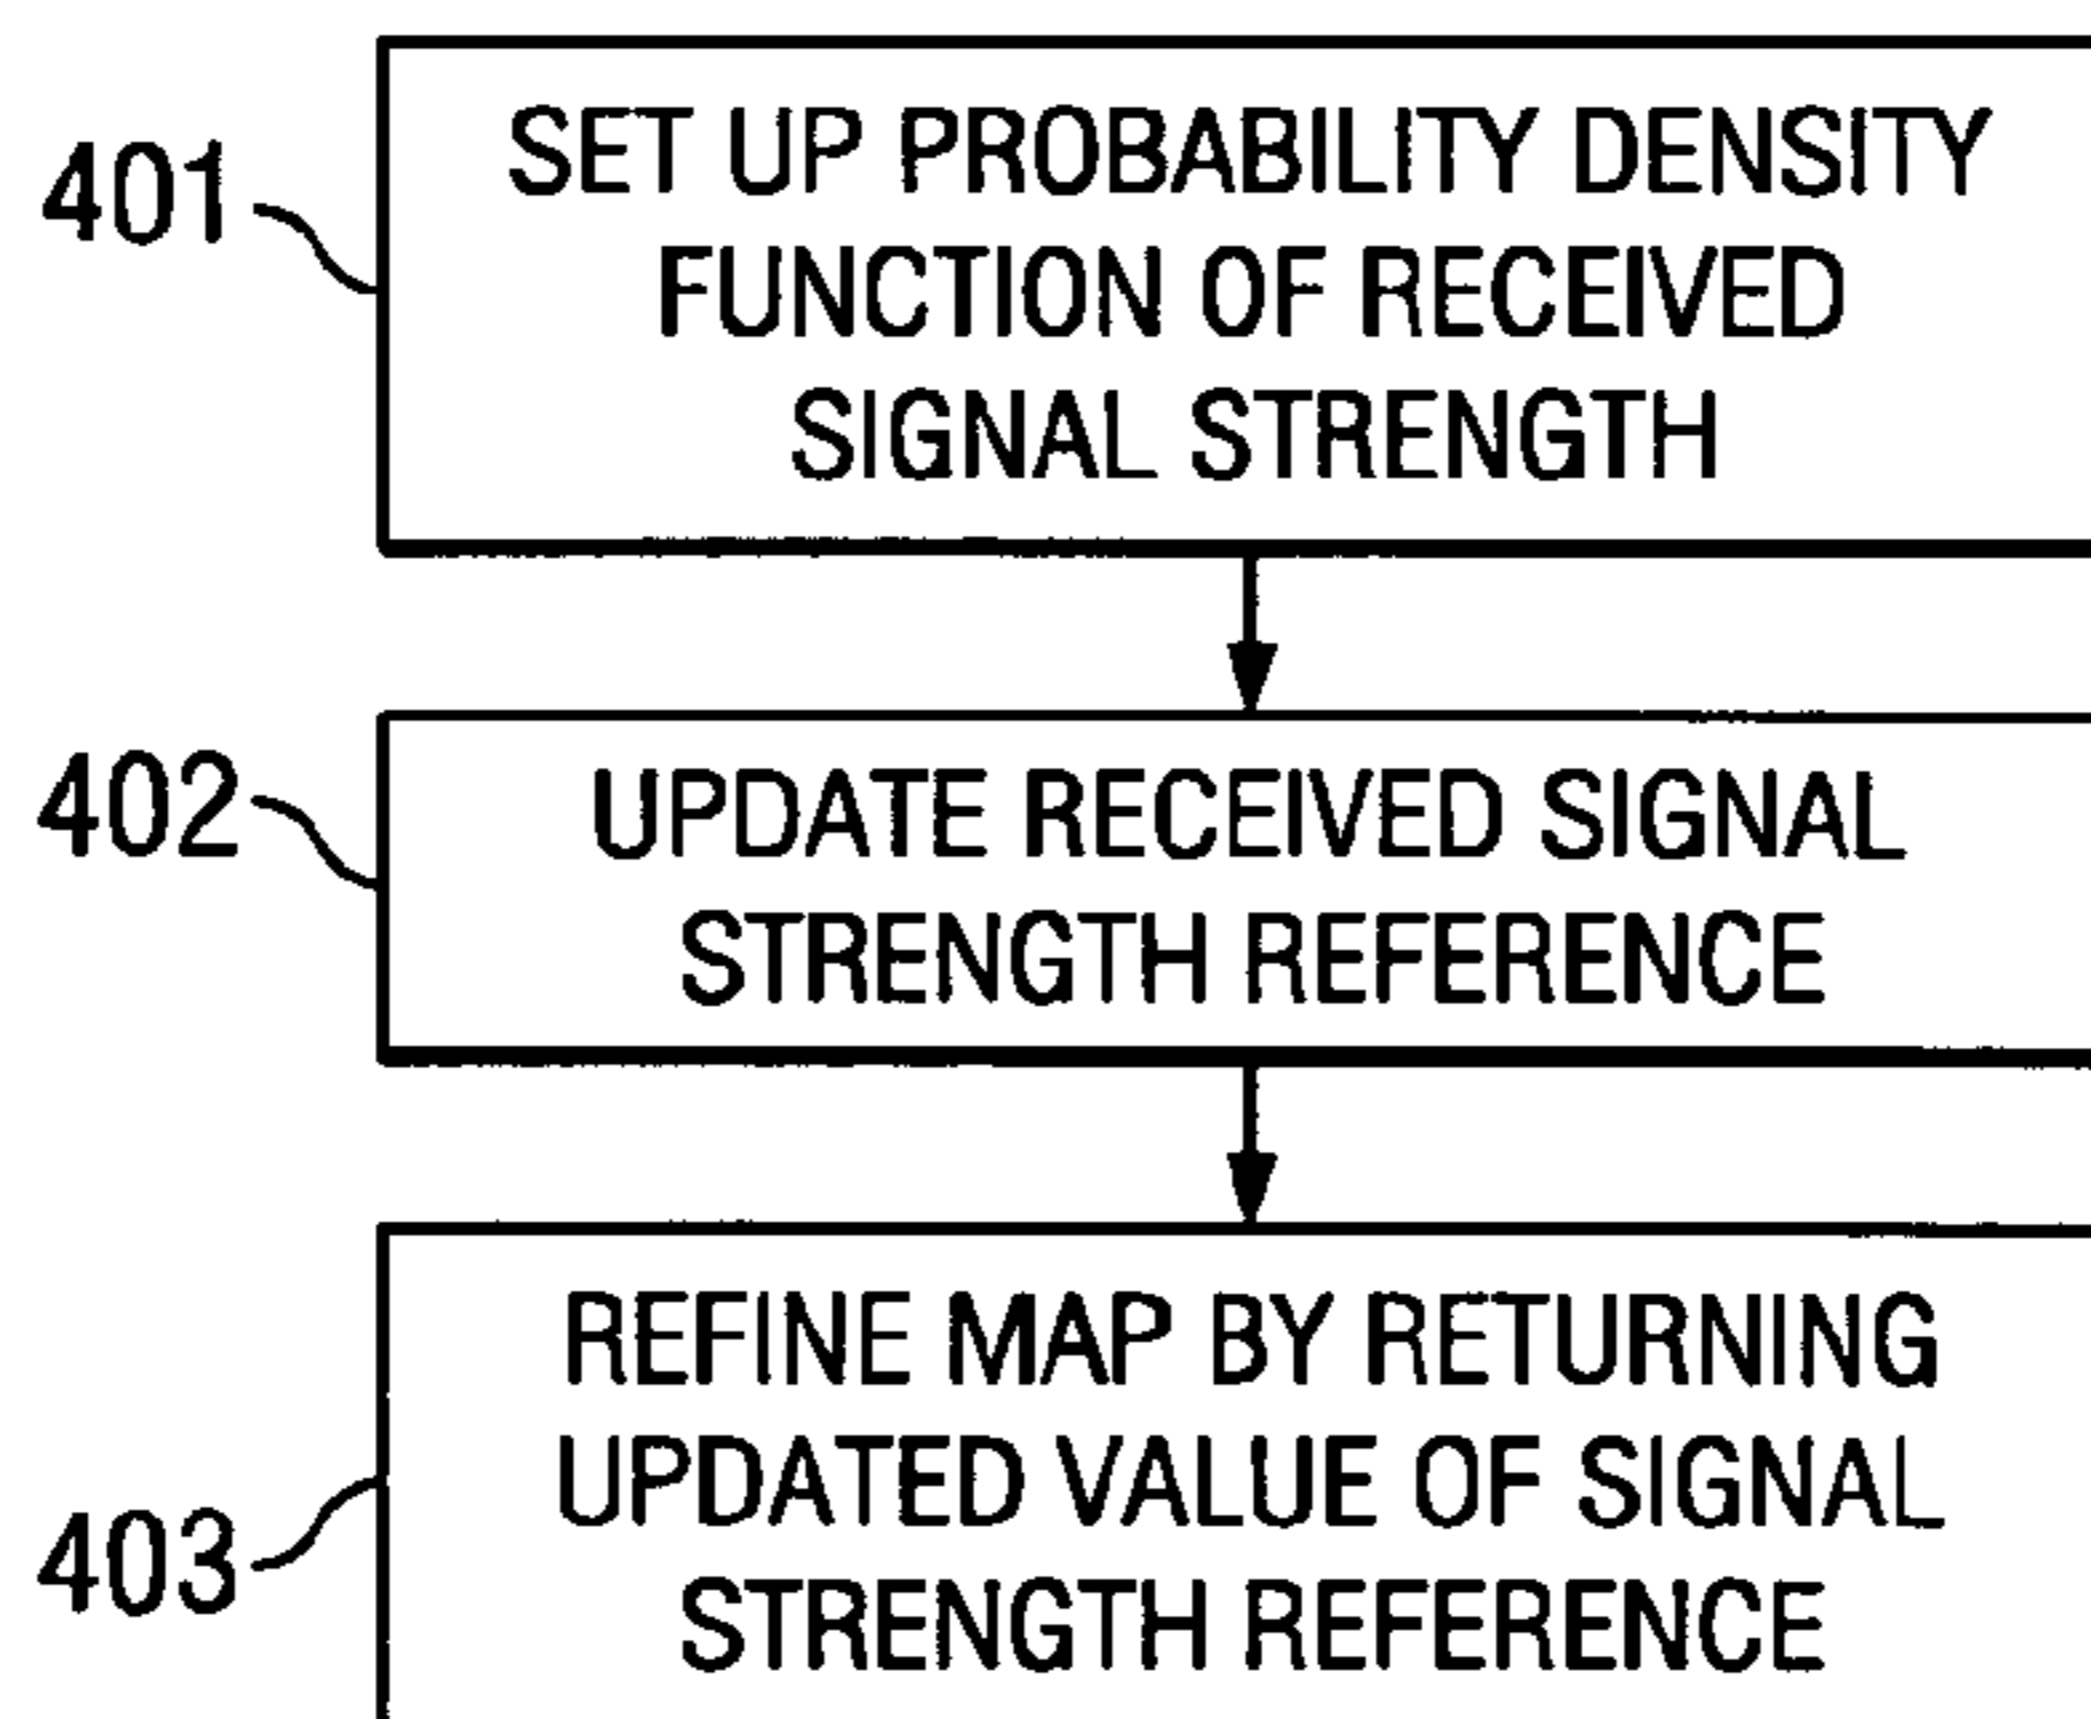 401
SET UP PROBABILITY DENSITY
FUNCTION OF RECEIVED
SIGNAL STRENGTH
402
UPDATE RECEIVED SIGNAL
STRENGTH REFERENCE
403
REFINE MAP BY RETURNING
UPDATED VALUE OF SIGNAL
STRENGTH REFERENCE